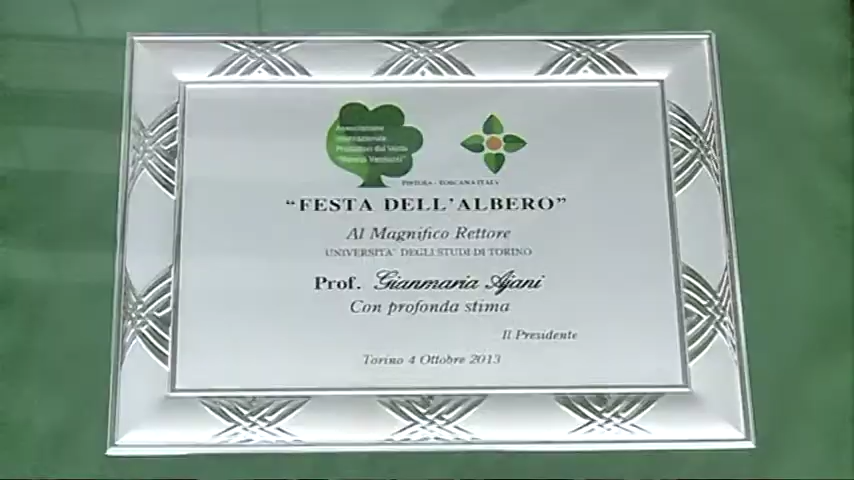 Associazione
Internazionale
Produttori del Verde
PISTOIA - TOSCANA ITALY
“FESTA DELL’ALBERO”
Al Magnifico Rettore
UNIVERSITA’ DEGLI STUDI DI TORINO
Prof. Gianmaria Ajani
Con profonda stima
Il Presidente
Torino 4 Ottobre 2013